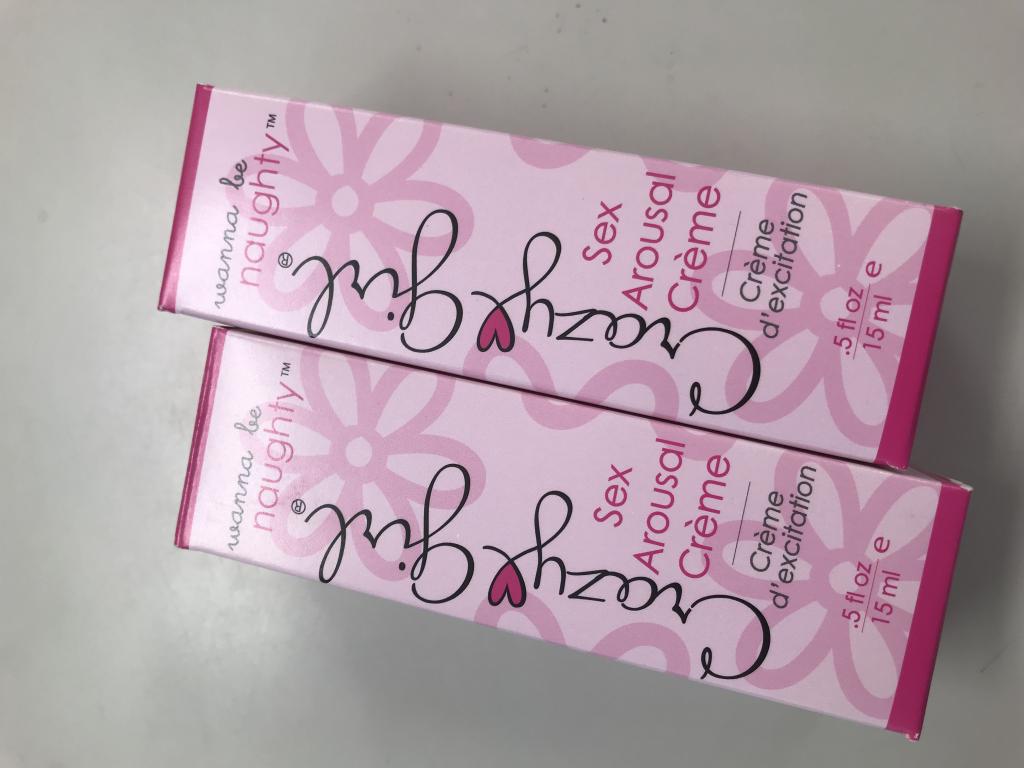 wanna be
naughty™
Crazy Girl®
Sex
Arousal
Crème
Crème
d'excitation
.5 fl oz
15 ml e
wanna be
naughty™
Crazy Girl®
Sex
Arousal
Crème
Crème
d'excitation
.5 fl oz
15 ml e